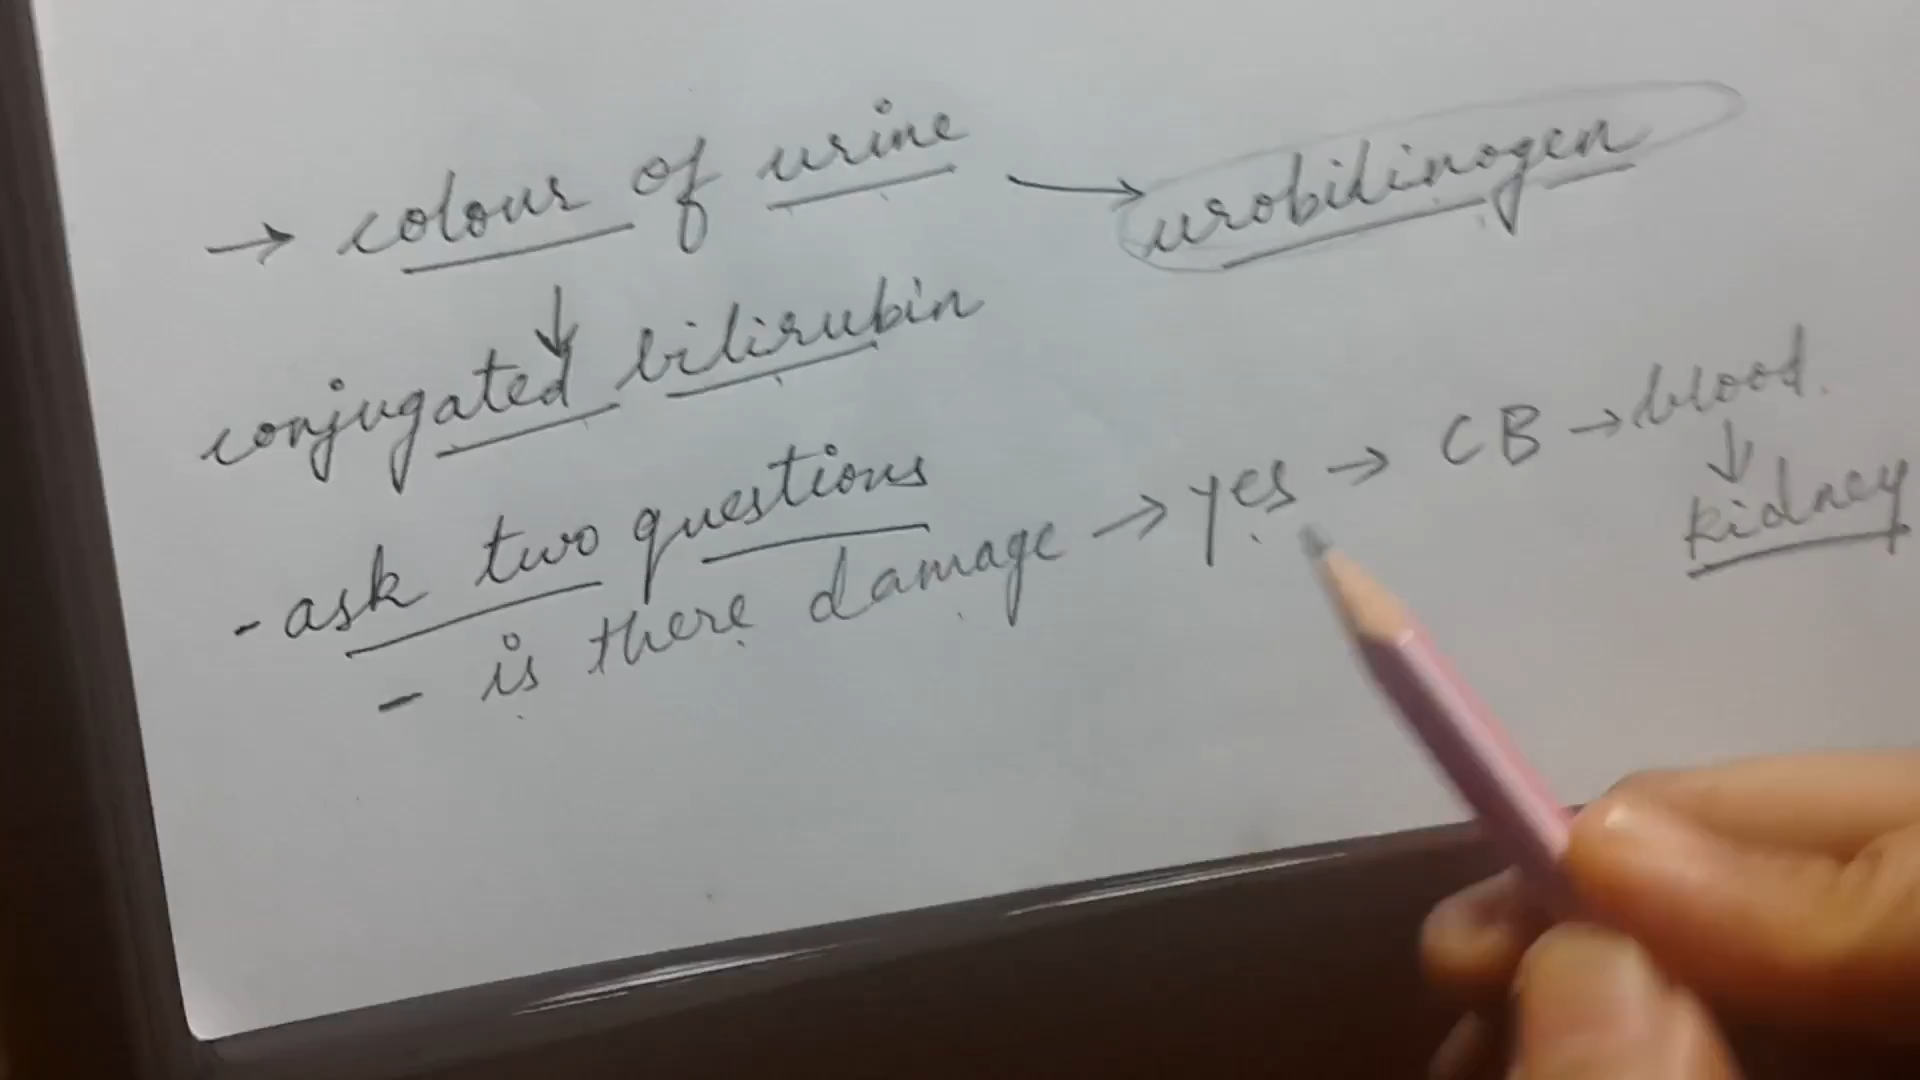 → colour of urine → urobilinogen
↓
conjugated bilirubin
- ask two questions
- is there damage → yes → CB → blood.
↓
kidney